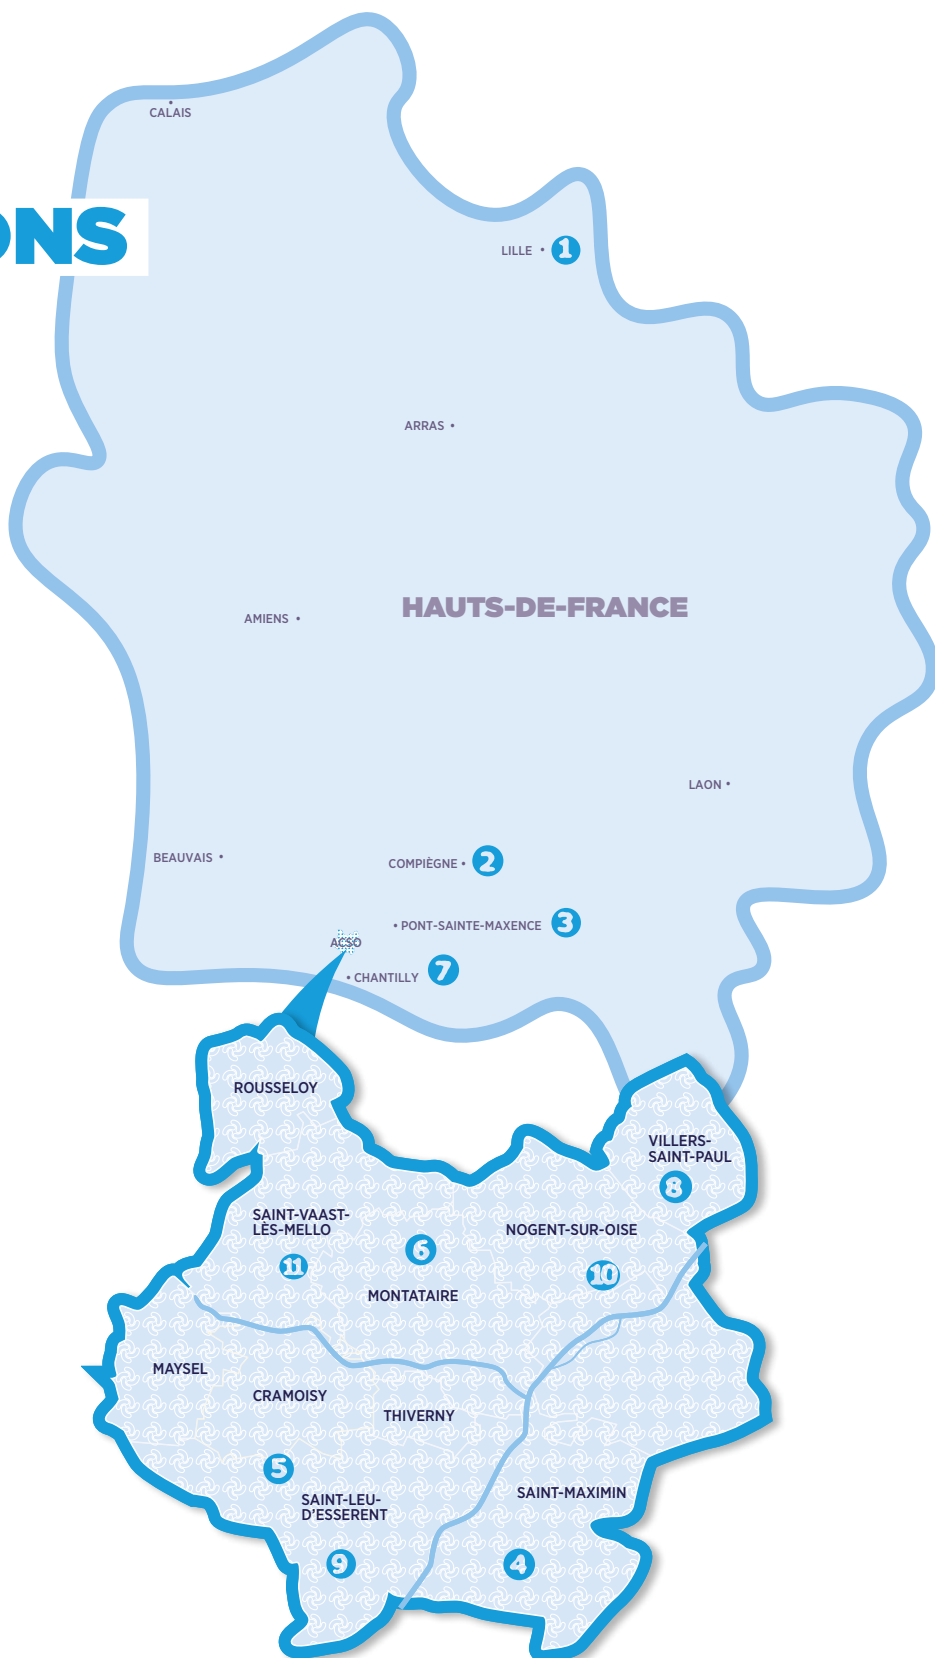 CALAIS
ONS
LILLE • 1
ARRAS •
HAUTS-DE-FRANCE
AMIENS •
LAON •
BEAUVAIS •
COMPIÈGNE • 2
• PONT-SAINTE-MAXENCE 3
ACSO
• CHANTILLY 7
ROUSSELOY
VILLERS-
SAINT-PAUL
8
SAINT-VAAST-
LÈS-MELLO
11
6
MONTATAIRE
NOGENT-SUR-OISE
10
MAYSEL
CRAMOISY
THIVERNY
5
SAINT-LEU-
D'ESSERENT
9
SAINT-MAXIMIN
4